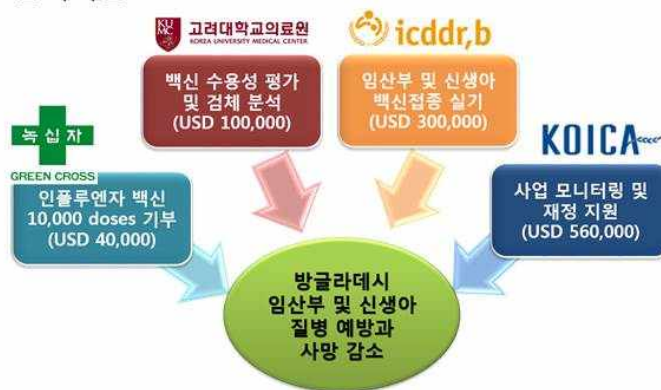 고려대학교의료원
KOREA UNIVERSITY MEDICAL CENTER
icddr,b
백신 수용성 평가
및 검체 분석
(USD 100,000)
임산부 및 신생아
백신접종 실기
(USD 300,000)
녹십자
GREEN CROSS
인플루엔자 백신
10,000 doses 기부
(USD 40,000)
KOICA
사업 모니터링 및
재정 지원
(USD 560,000)
방글라데시
임산부 및 신생아
질병 예방과
사망 감소